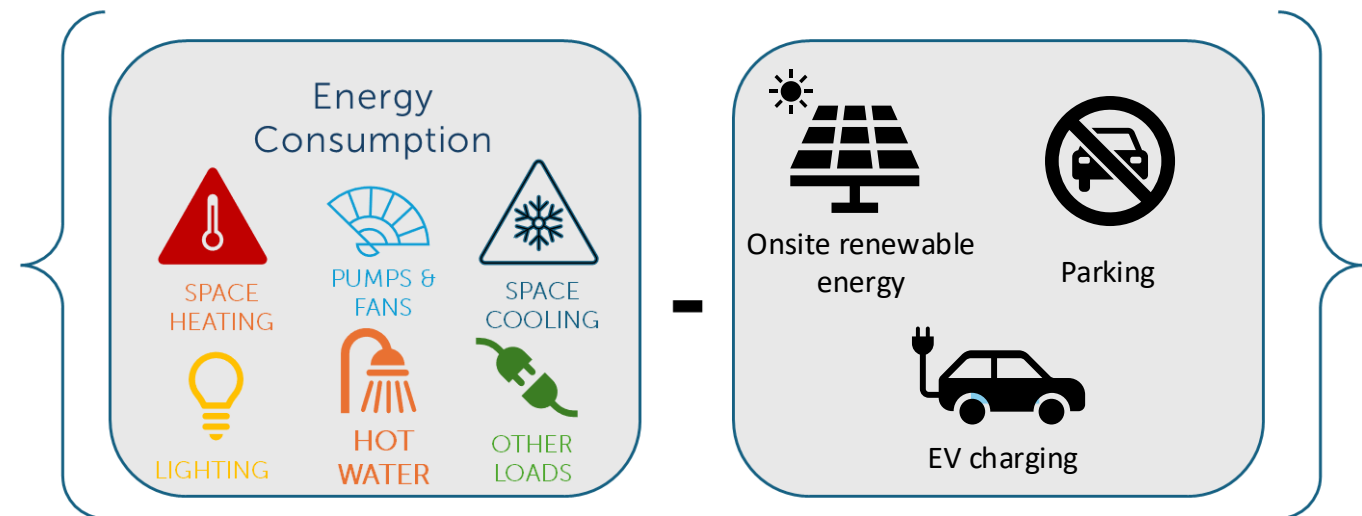 Energy
Consumption
SPACE
HEATING
PUMPS &
FANS
SPACE
COOLING
LIGHTING
HOT
WATER
OTHER
LOADS
-
Onsite renewable
energy
Parking
EV charging